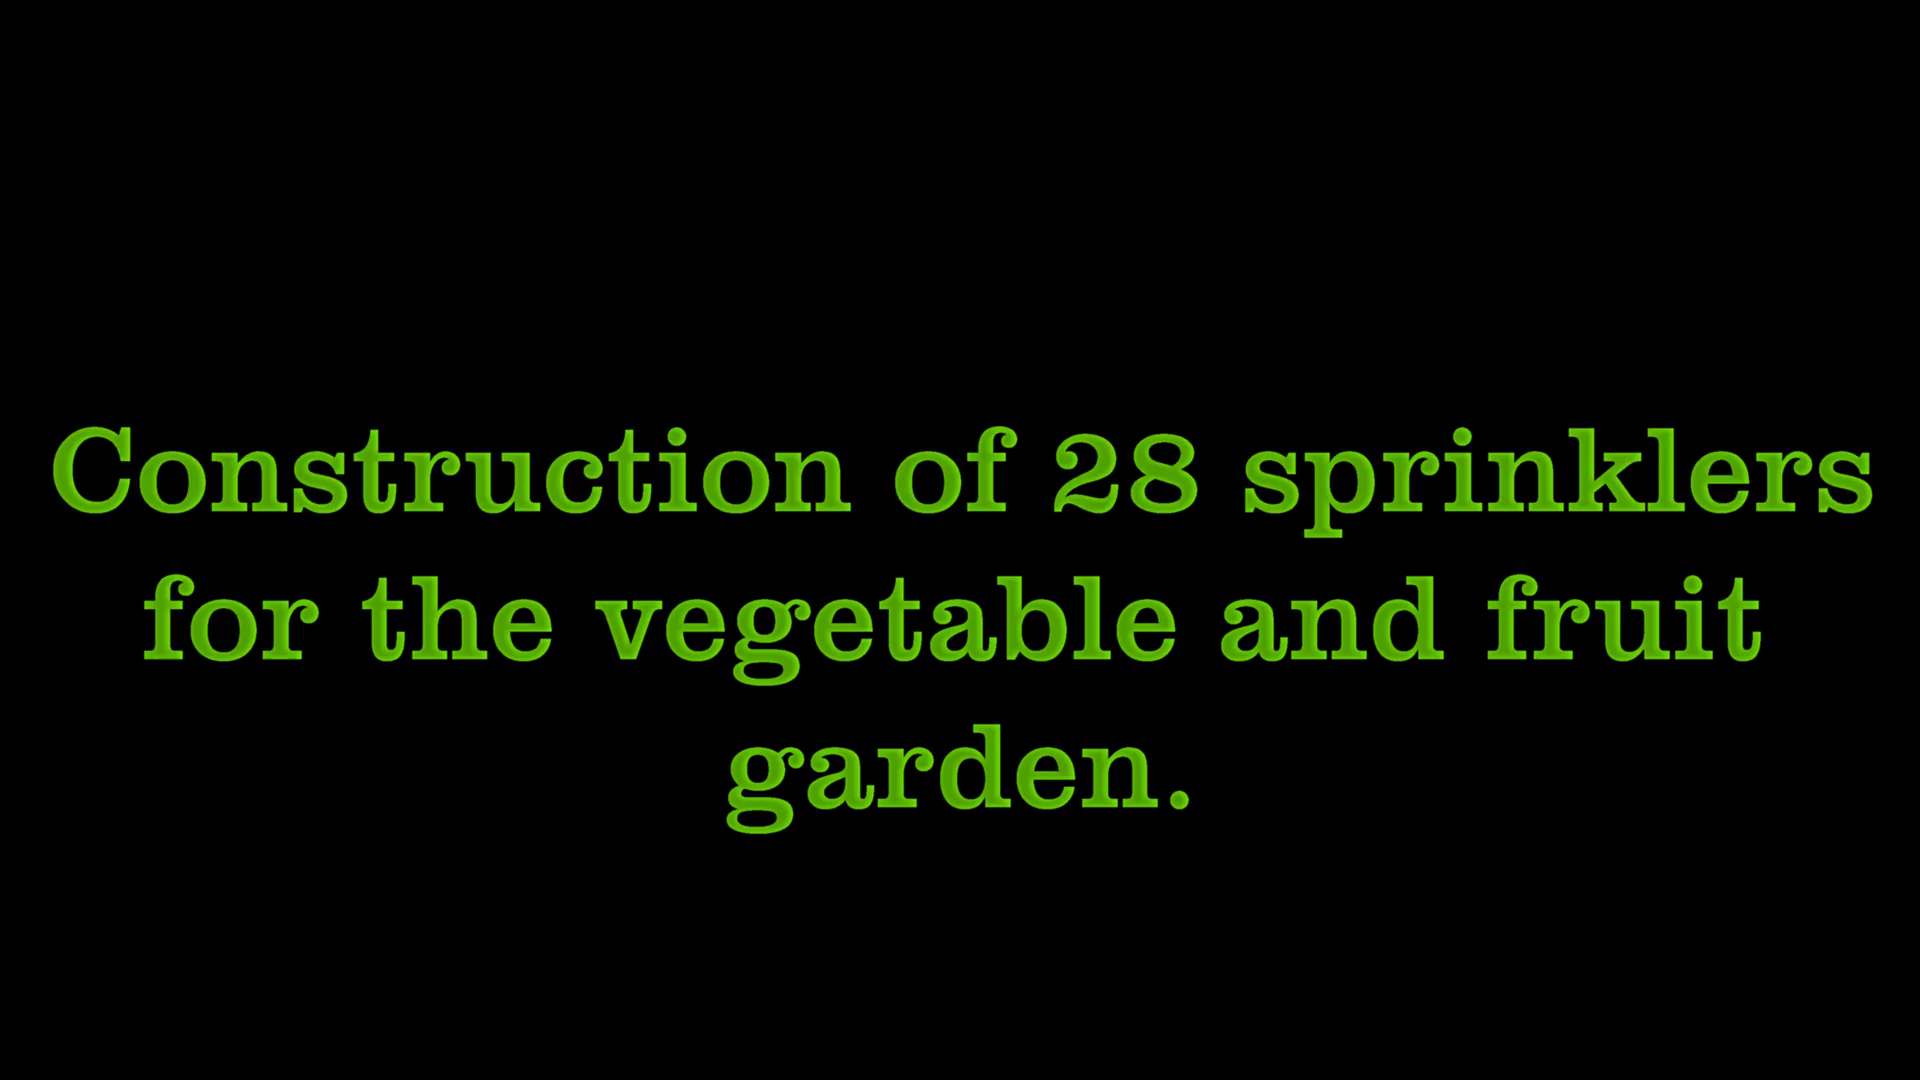 Construction of 28 sprinklers
for the vegetable and fruit
garden.